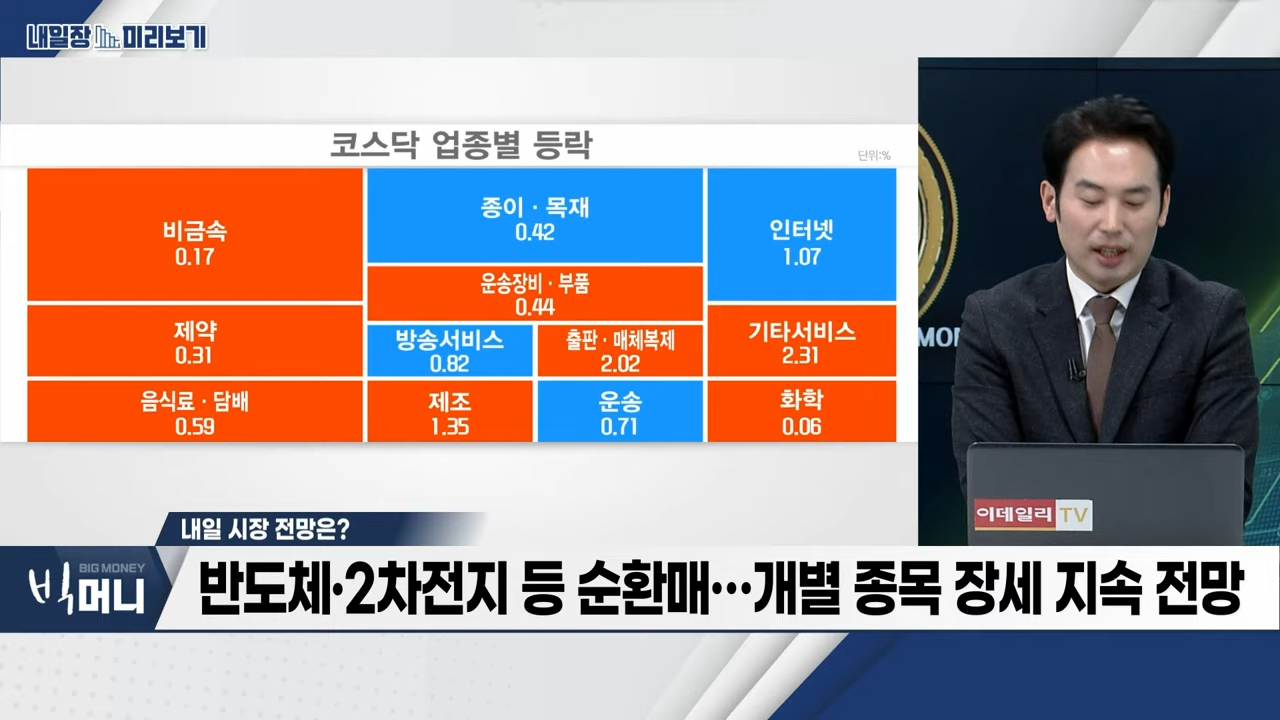 내일장 미리보기
코스닥 업종별 등락
단위:%
비금속
0.17
종이·목재
0.42
인터넷
1.07
운송장비·부품
0.44
제약
0.31
방송서비스
0.82
출판·매체복제
2.02
기타서비스
2.31
음식료·담배
0.59
제조
1.35
운송
0.71
화학
0.06
MON
이데일리 TV
내일 시장 전망은?
BIG MONEY
빅머니
반도체·2차전지 등 순환매…개별 종목 장세 지속 전망